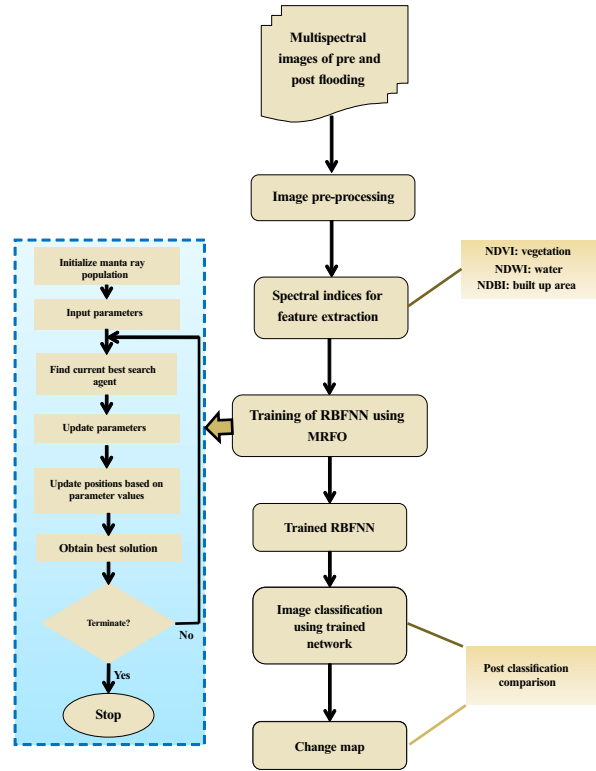 Multispectral
images of pre and
post flooding
Image pre-processing
Spectral indices for
feature extraction
NDVI: vegetation
NDWI: water
NDBI: built up area
Training of RBFNN using
MRFO
Trained RBFNN
Image classification
using trained
network
Post classification
comparison
Change map
Initialize manta ray
population
Input parameters
Find current best search
agent
Update parameters
Update positions based on
parameter values
Obtain best solution
Terminate?
No
Yes
Stop